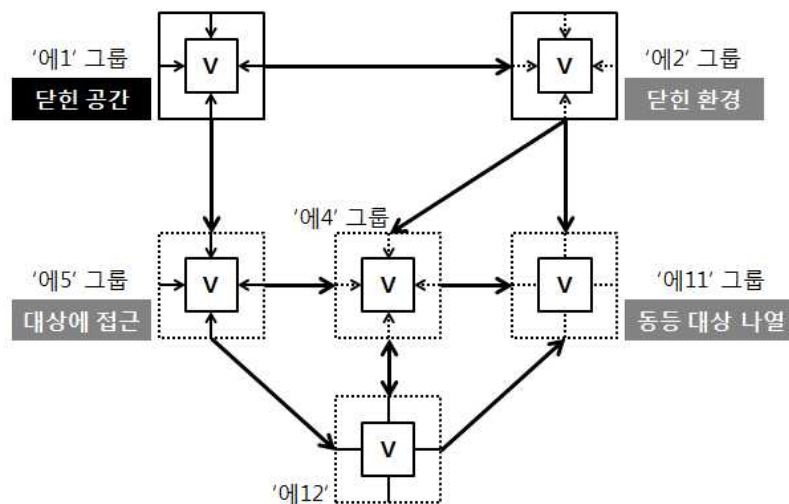 '에1' 그룹
닫힌 공간
V
V
'에2' 그룹
닫힌 환경
'에4' 그룹
'에5' 그룹
대상에 접근
V
V
V
'에11' 그룹
동등 대상 나열
V
'에12'